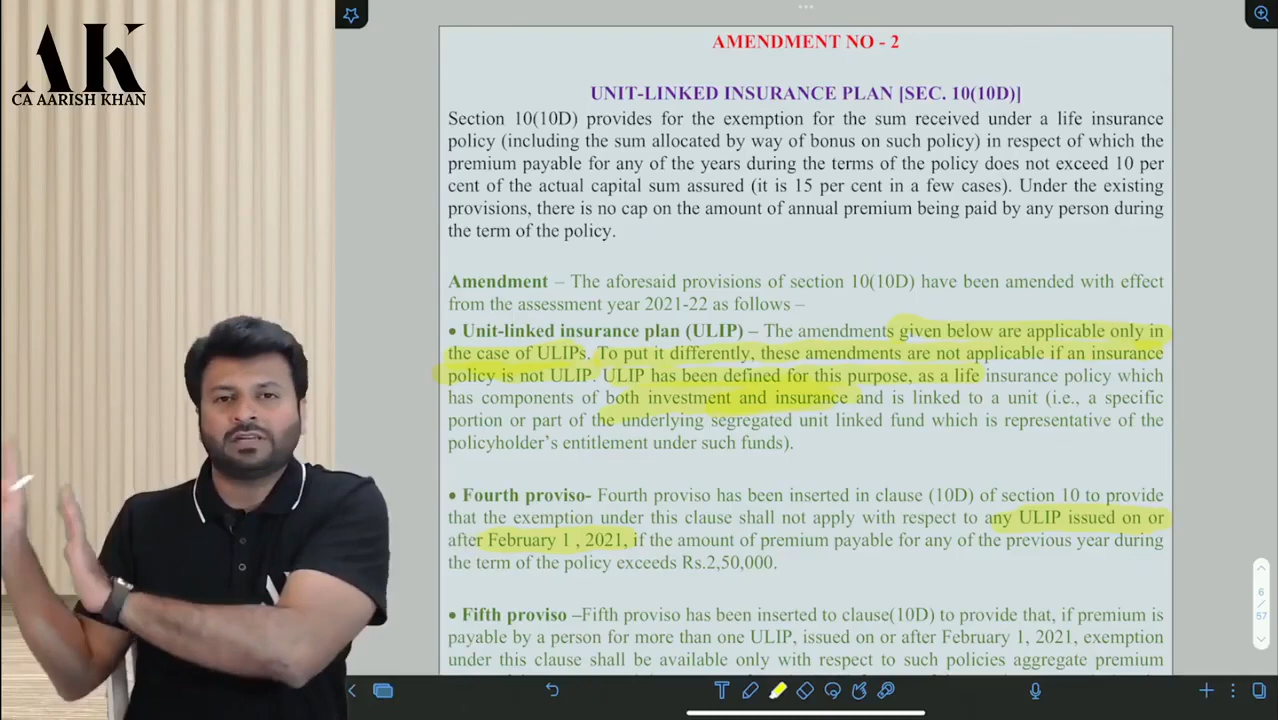 AK
CA AARISH KHAN
AMENDMENT NO - 2
UNIT-LINKED INSURANCE PLAN [SEC. 10(10D)]
Section 10(10D) provides for the exemption for the sum received under a life insurance
policy (including the sum allocated by way of bonus on such policy) in respect of which the
premium payable for any of the years during the terms of the policy does not exceed 10 per
cent of the actual capital sum assured (it is 15 per cent in a few cases). Under the existing
provisions, there is no cap on the amount of annual premium being paid by any person during
the term of the policy.
Amendment – The aforesaid provisions of section 10(10D) have been amended with effect
from the assessment year 2021-22 as follows –
• Unit-linked insurance plan (ULIP) – The amendments given below are applicable only in
the case of ULIPs. To put it differently, these amendments are not applicable if an insurance
policy is not ULIP. ULIP has been defined for this purpose, as a life insurance policy which
has components of both investment and insurance and is linked to a unit (i.e., a specific
portion or part of the underlying segregated unit linked fund which is representative of the
policyholder’s entitlement under such funds).
• Fourth proviso- Fourth proviso has been inserted in clause (10D) of section 10 to provide
that the exemption under this clause shall not apply with respect to any ULIP issued on or
after February 1 , 2021, if the amount of premium payable for any of the previous year during
the term of the policy exceeds Rs.2,50,000.
• Fifth proviso –Fifth proviso has been inserted to clause(10D) to provide that, if premium is
payable by a person for more than one ULIP, issued on or after February 1, 2021, exemption
under this clause shall be available only with respect to such policies aggregate premium
6
57
T